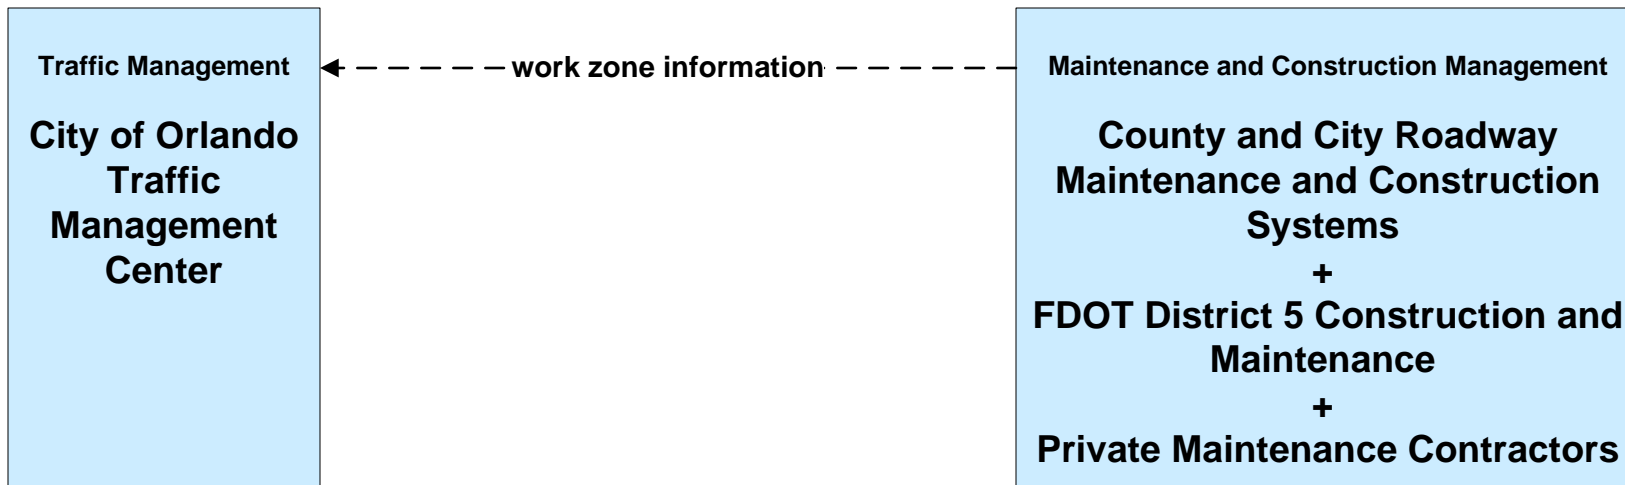 Traffic Management
City of Orlando
Traffic
Management
Center
work zone information
Maintenance and Construction Management
County and City Roadway
Maintenance and Construction
Systems
+
FDOT District 5 Construction and
Maintenance
+
Private Maintenance Contractors